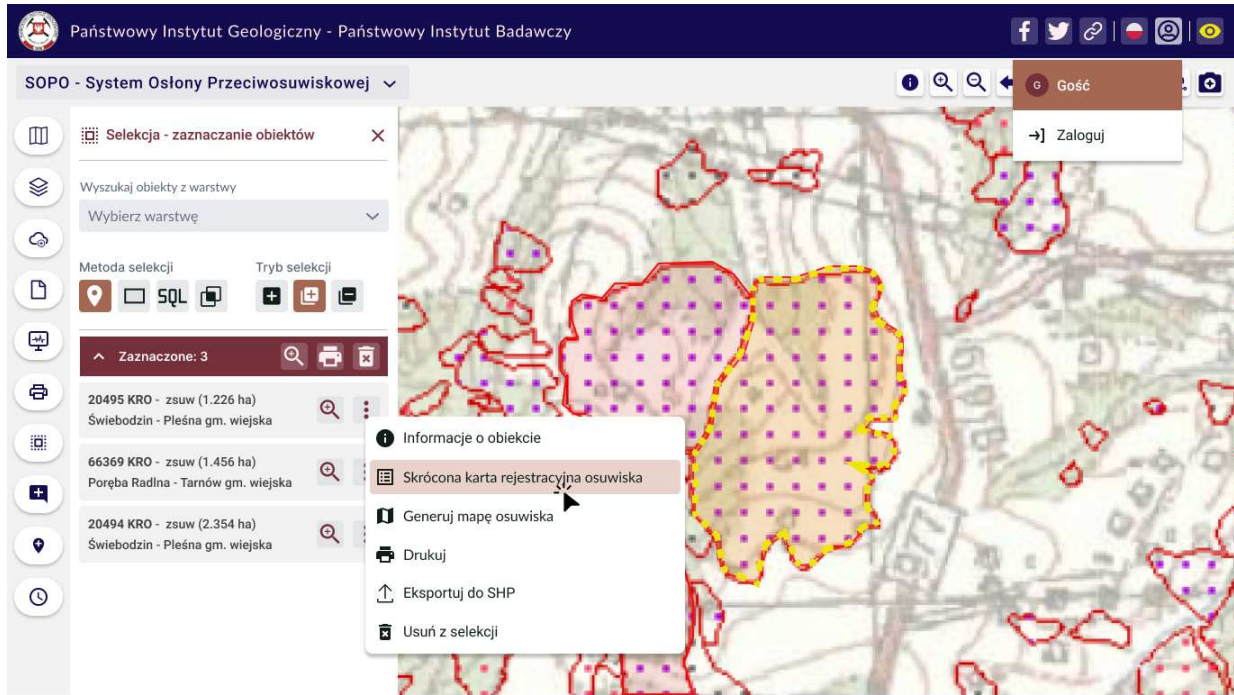 Państwowy Instytut Geologiczny - Państwowy Instytut Badawczy
SOPO - System Osłony Przeciwosuwiskowej
G Gość
Zaloguj
Selekcja - zaznaczanie obiektów
Wyszukaj obiekty z warstwy
Wybierz warstwę
Metoda selekcji
Tryb selekcji
SQL
Zaznaczone: 3
20495 KRO - zsuw (1.226 ha)
Świebodzin - Pleśna gm. wiejska
66369 KRO - zsuw (1.456 ha)
Poręba Radlna - Tarnów gm. wiejska
20494 KRO - zsuw (2.354 ha)
Świebodzin - Pleśna gm. wiejska
Informacje o obiekcie
Skrócona karta rejestracyjna osuwiska
Generuj mapę osuwiska
Drukuj
Eksportuj do SHP
Usuń z selekcji
977